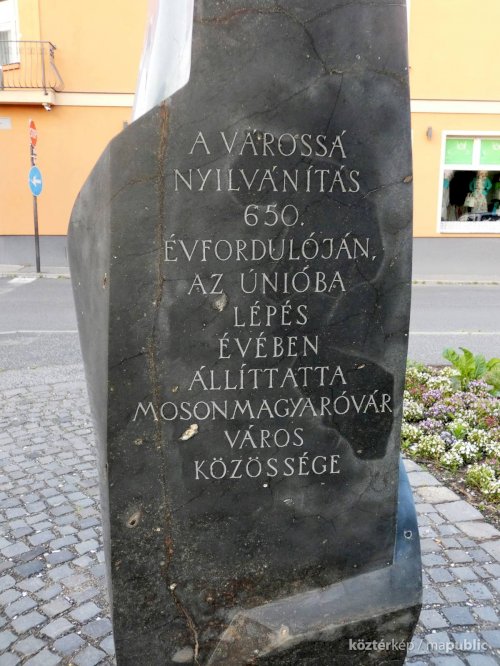 A VÁROSSÁ
NYILVÁNÍTÁS
650.
ÉVFORDULÓJÁN,
AZ ÚNIÓBA
LÉPÉS
ÉVÉBEN
ÁLLÍTTATTA
MOSONMAGYARÓVÁR
VÁROS
KÖZÖSSÉGE
köztérkép / mapublic